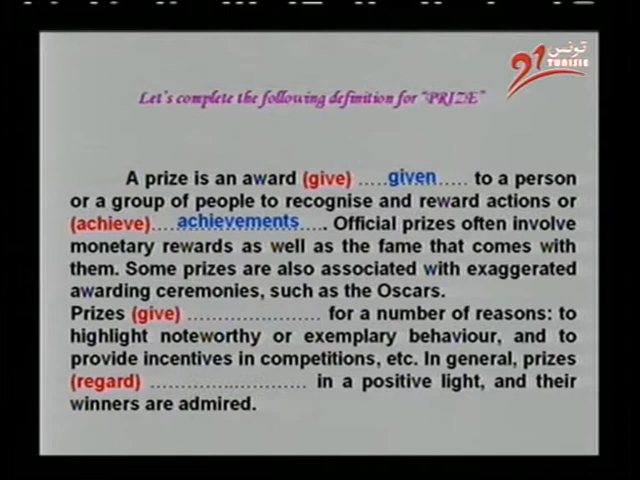 تونس
21
TUNISIE
Let's complete the following definition for "PRIZE"
A prize is an award (give) .....given..... to a person
or a group of people to recognise and reward actions or
(achieve)....achievements..... Official prizes often involve
monetary rewards as well as the fame that comes with
them. Some prizes are also associated with exaggerated
awarding ceremonies, such as the Oscars.
Prizes (give) ...................... for a number of reasons: to
highlight noteworthy or exemplary behaviour, and to
provide incentives in competitions, etc. In general, prizes
(regard) .......................... in a positive light, and their
winners are admired.